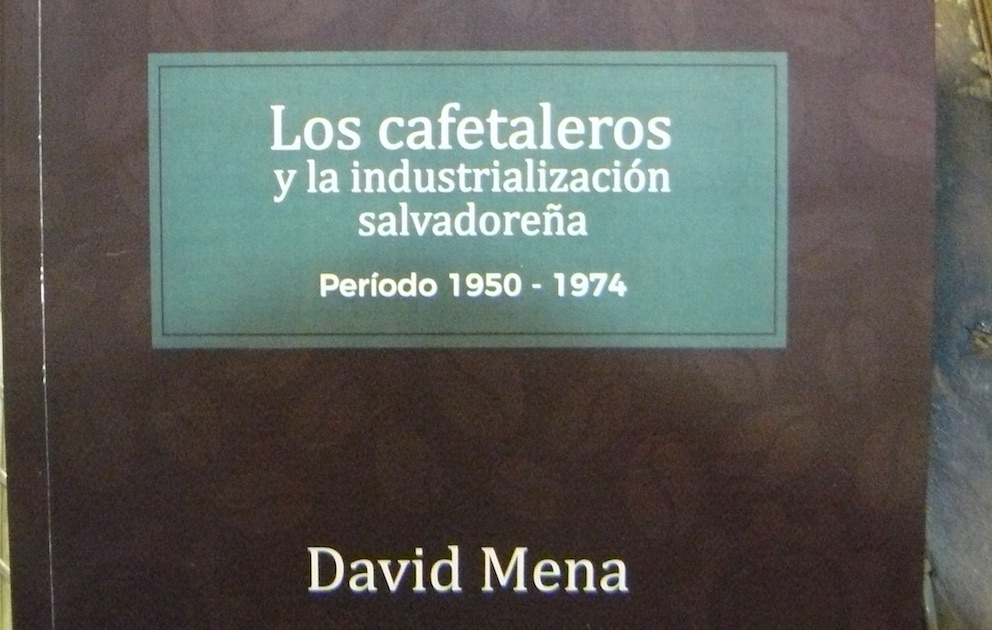 Los cafetaleros
y la industrialización
salvadoreña
Período 1950 - 1974
David Mena